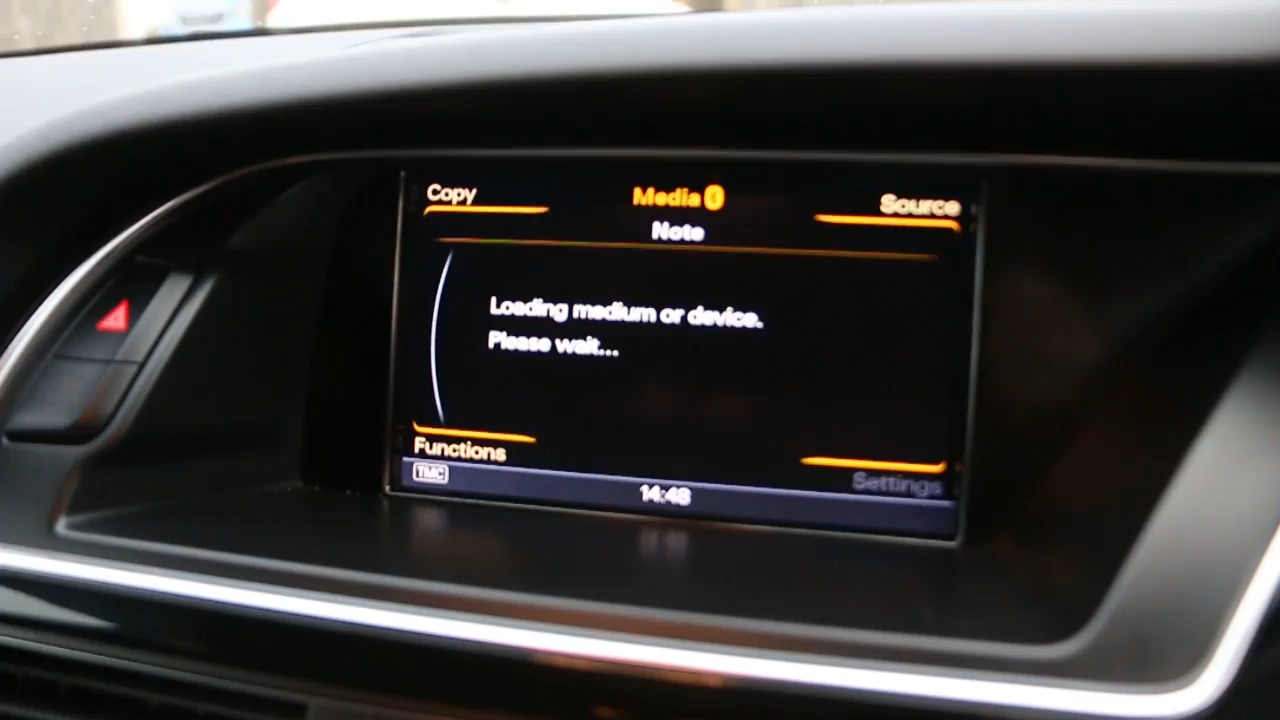 Copy
Media
Source
Note
Loading medium or device.
Please wait...
Functions
Settings
TMC
14:48